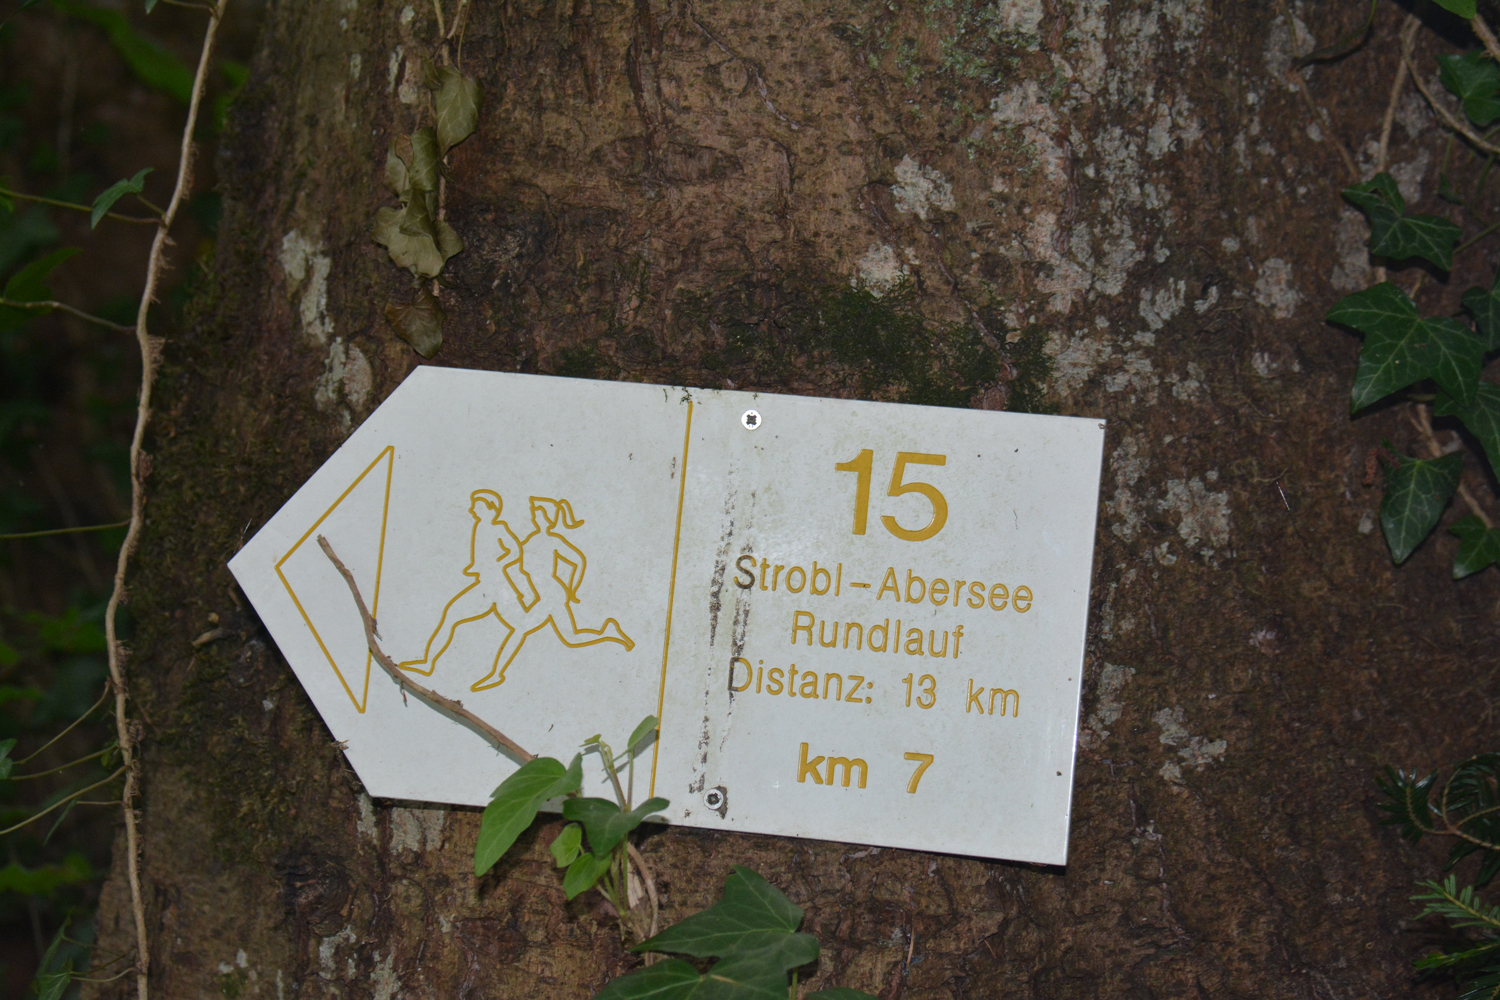 15
Strobl-Abersee
Rundlauf
Distanz: 13 km
km 7